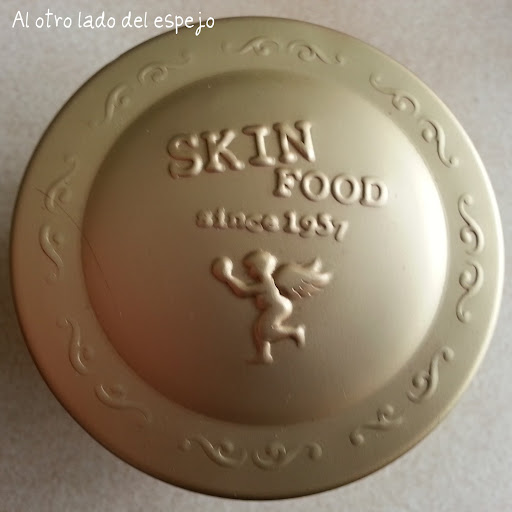 Al otro lado del espejo
SKIN
FOOD
since 1957